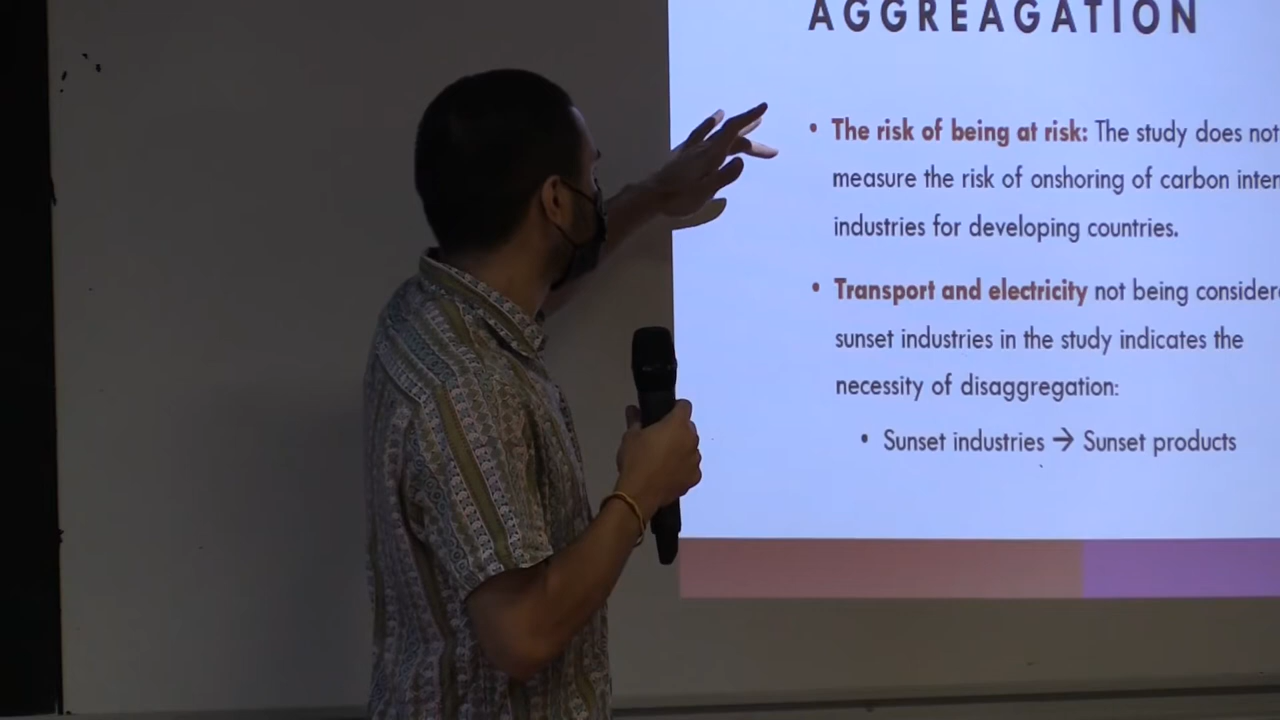 AGGREAGATION
• The risk of being at risk: The study does not
measure the risk of onshoring of carbon inten
industries for developing countries.
• Transport and electricity not being consider
sunset industries in the study indicates the
necessity of disaggregation:
• Sunset industries → Sunset products